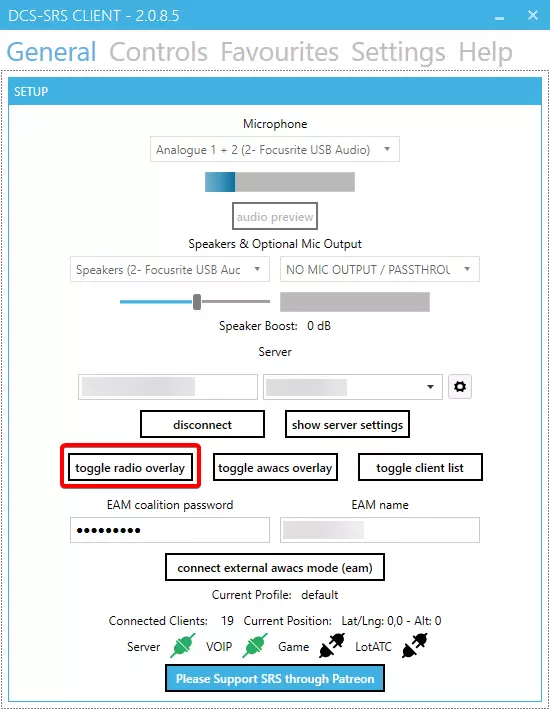 DCS-SRS CLIENT - 2.0.8.5
General Controls Favourites Settings Help
SETUP
Microphone
Analogue 1 + 2 (2- Focusrite USB Audio)
audio preview
Speakers & Optional Mic Output
Speakers (2- Focusrite USB Auc NO MIC OUTPUT / PASSTHROU
Speaker Boost: 0 dB
Server
disconnect show server settings
toggle radio overlay toggle awacs overlay toggle client list
EAM coalition password EAM name
connect external awacs mode (eam)
Current Profile: default
Connected Clients: 19 Current Position: Lat/Lng: 0,0 - Alt: 0
Server VOIP Game LotATC
Please Support SRS through Patreon